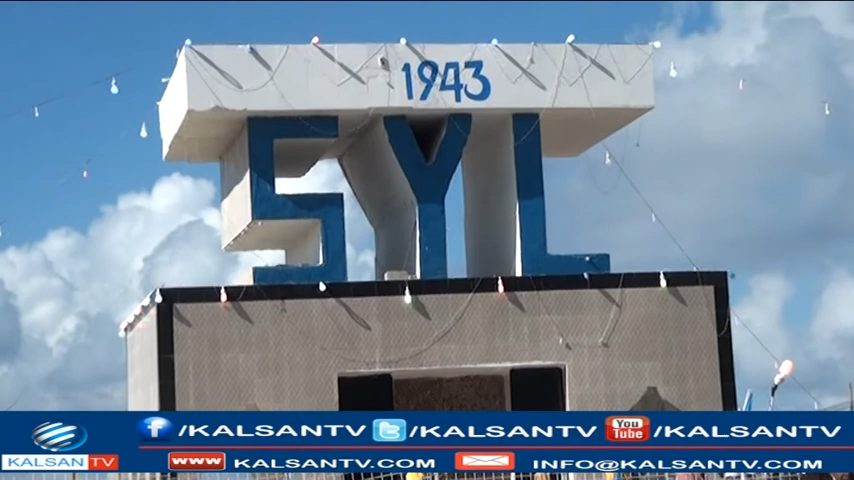 1943
SYL
/KALSANTV /KALSANTV You Tube /KALSANTV
KALSAN TV www KALSANTV.COM INFO@KALSANTV.COM